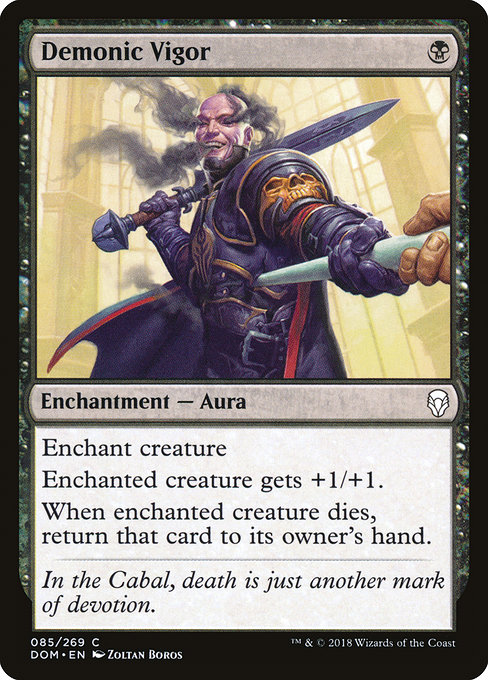 Demonic Vigor
Enchantment — Aura
Enchant creature
Enchanted creature gets +1/+1.
When enchanted creature dies,
return that card to its owner's hand.
In the Cabal, death is just another mark
of devotion.
085/269 C
™ & © 2018 Wizards of the Coast
DOM • EN Zoltan Boros